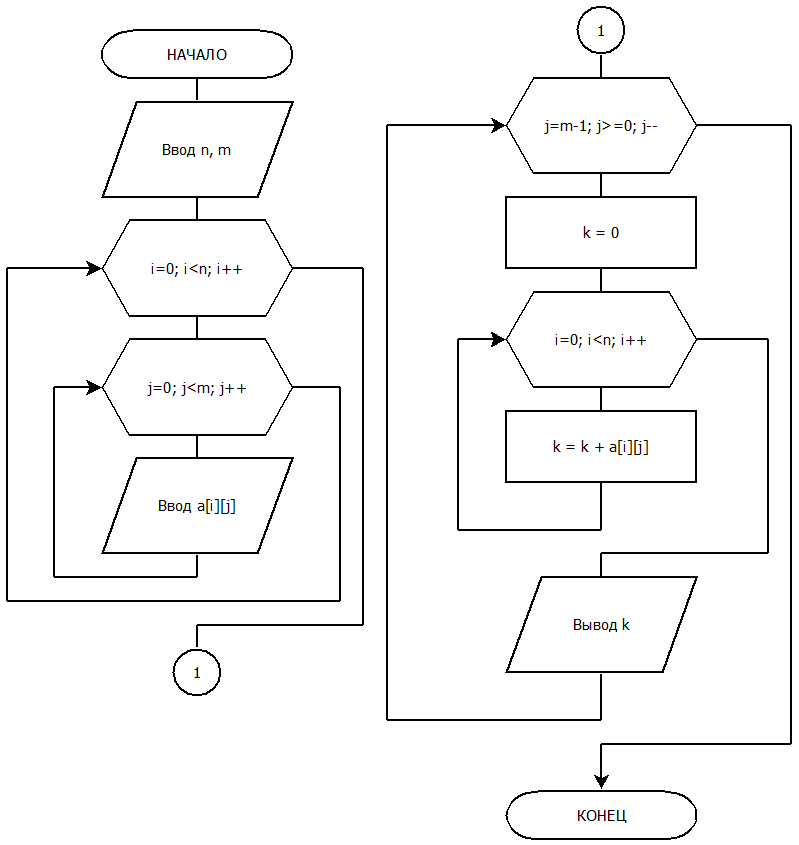 НАЧАЛО
Ввод n, m
i=0; i<n; i++
j=0; j<m; j++
Ввод a[i][j]
1
1
j=m-1; j>=0; j--
k = 0
i=0; i<n; i++
k = k + a[i][j]
Вывод k
КОНЕЦ